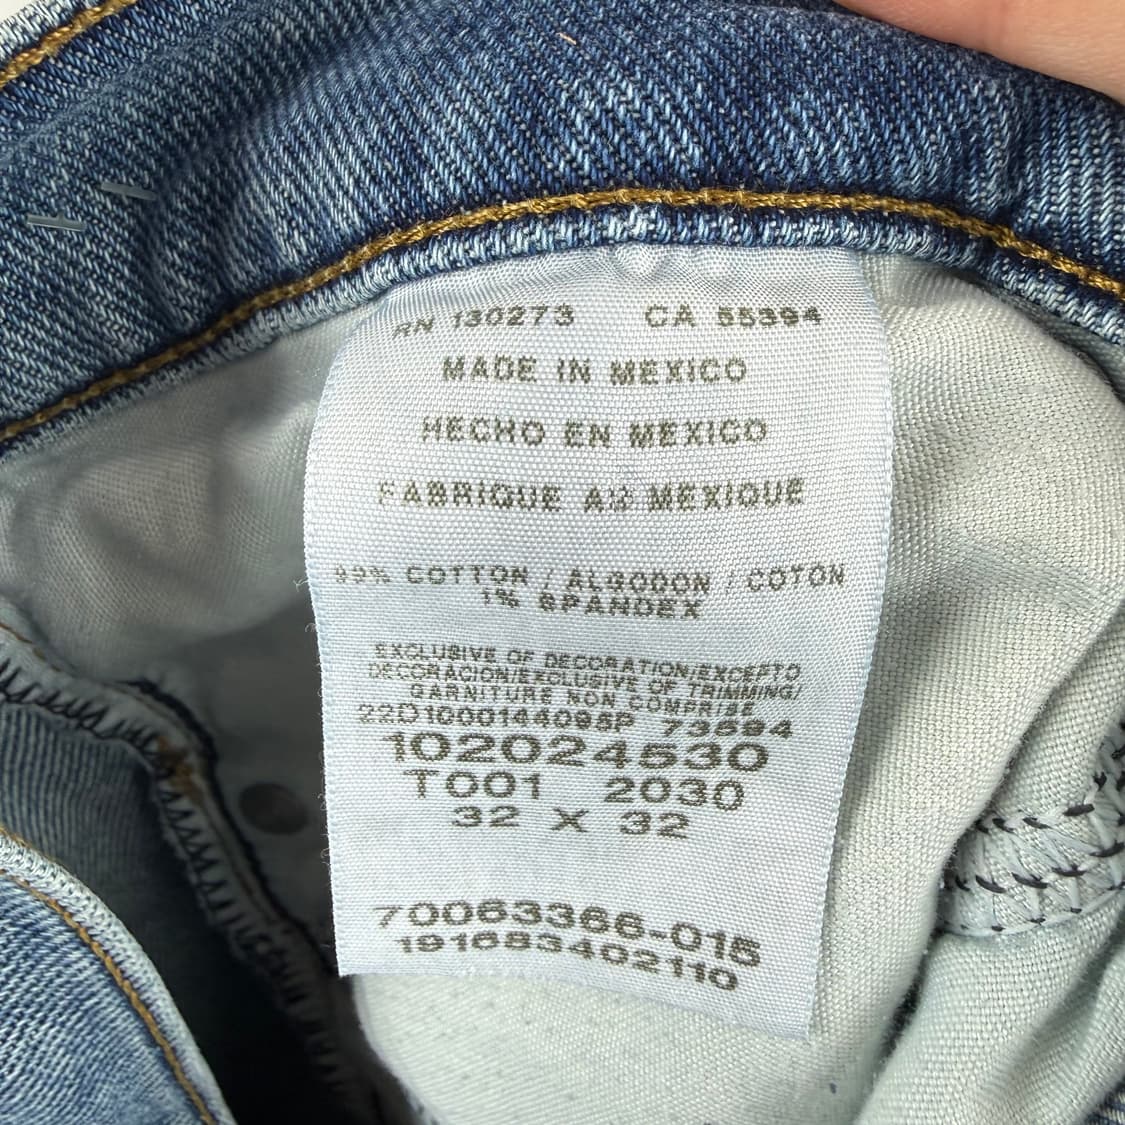 RN 130273 CA 55394
MADE IN MEXICO
HECHO EN MEXICO
FABRIQUE AU MEXIQUE
99% COTTON / ALGODON / COTON
1% SPANDEX
EXCLUSIVE OF DECORATION/EXCEPTO
DECORACION/EXCLUSIVE OF TRIMMING/
GARNITURE NON COMPRISE
22D1000144095P 73694
102024530
T001 2030
32 X 32
70063366-015
191683402110